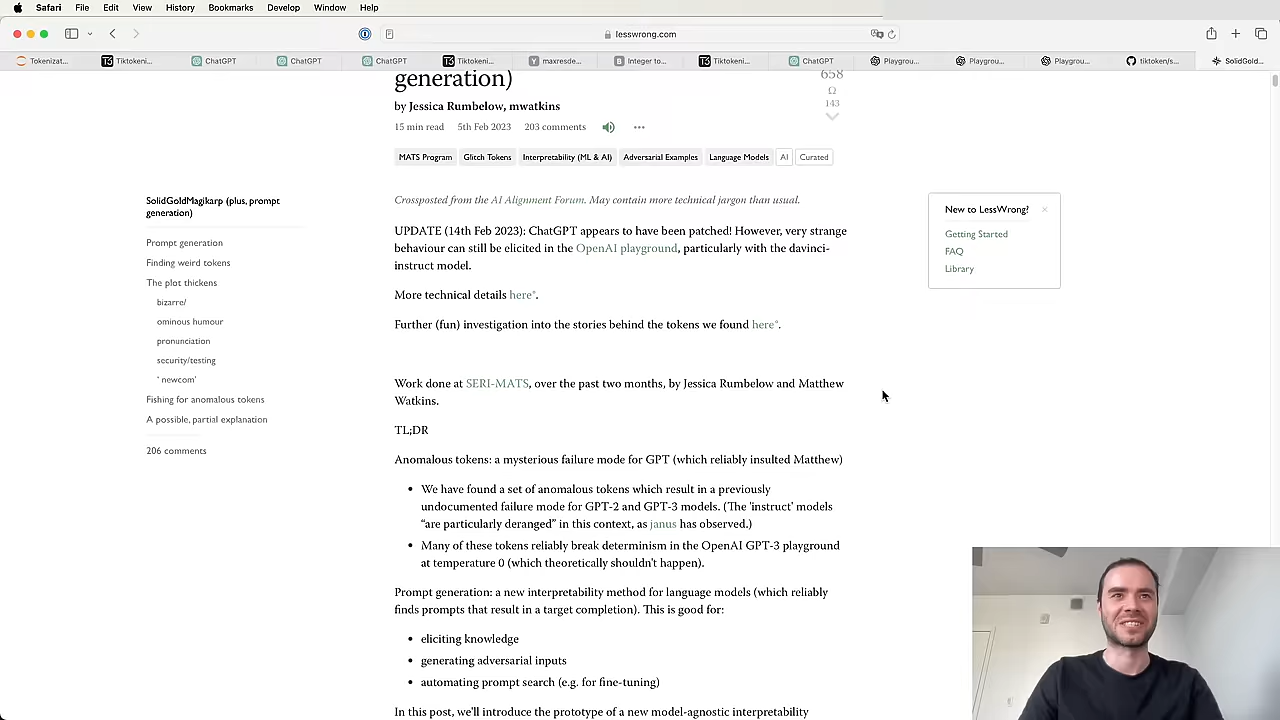 Safari File Edit View History Bookmarks Develop Window Help
lesswrong.com
Tokenizat...
Tiktokeni...
ChatGPT
ChatGPT
ChatGPT
Tiktokeni...
maxresde...
Integer to...
Tiktokeni...
ChatGPT
Playgrou...
Playgrou...
Playgrou...
tiktoken/s...
SolidGold...
generation)
658
Ω
143
by Jessica Rumbelow, mwatkins
15 min read 5th Feb 2023 203 comments
MATS Program Glitch Tokens Interpretability (ML & AI) Adversarial Examples Language Models AI Curated
SolidGoldMagikarp (plus, prompt
generation)
Prompt generation
Finding weird tokens
The plot thickens
bizarre/
ominous humour
pronunciation
security/testing
' newcom'
Fishing for anomalous tokens
A possible, partial explanation
206 comments
Crossposted from the AI Alignment Forum. May contain more technical jargon than usual.
UPDATE (14th Feb 2023): ChatGPT appears to have been patched! However, very strange
behaviour can still be elicited in the OpenAI playground, particularly with the davinci-
instruct model.
More technical details here°.
Further (fun) investigation into the stories behind the tokens we found here°.
Work done at SERI-MATS, over the past two months, by Jessica Rumbelow and Matthew
Watkins.
TL;DR
Anomalous tokens: a mysterious failure mode for GPT (which reliably insulted Matthew)
• We have found a set of anomalous tokens which result in a previously
undocumented failure mode for GPT-2 and GPT-3 models. (The 'instruct' models
“are particularly deranged” in this context, as janus has observed.)
• Many of these tokens reliably break determinism in the OpenAI GPT-3 playground
at temperature 0 (which theoretically shouldn't happen).
Prompt generation: a new interpretability method for language models (which reliably
finds prompts that result in a target completion). This is good for:
• eliciting knowledge
• generating adversarial inputs
• automating prompt search (e.g. for fine-tuning)
In this post, we'll introduce the prototype of a new model-agnostic interpretability
New to LessWrong?
Getting Started
FAQ
Library